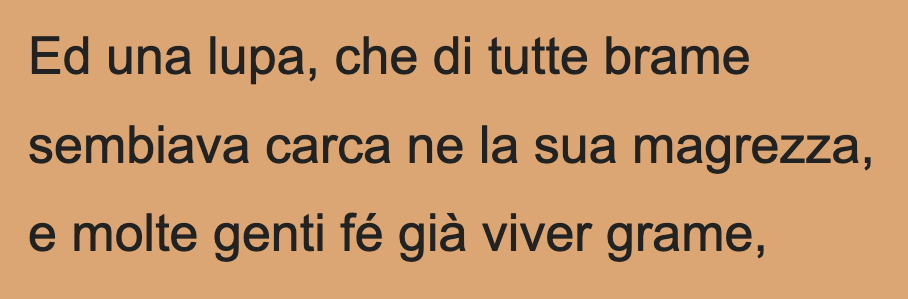 Ed una lupa, che di tutte brame
sembiava carca ne la sua magrezza,
e molte genti fé già viver grame,